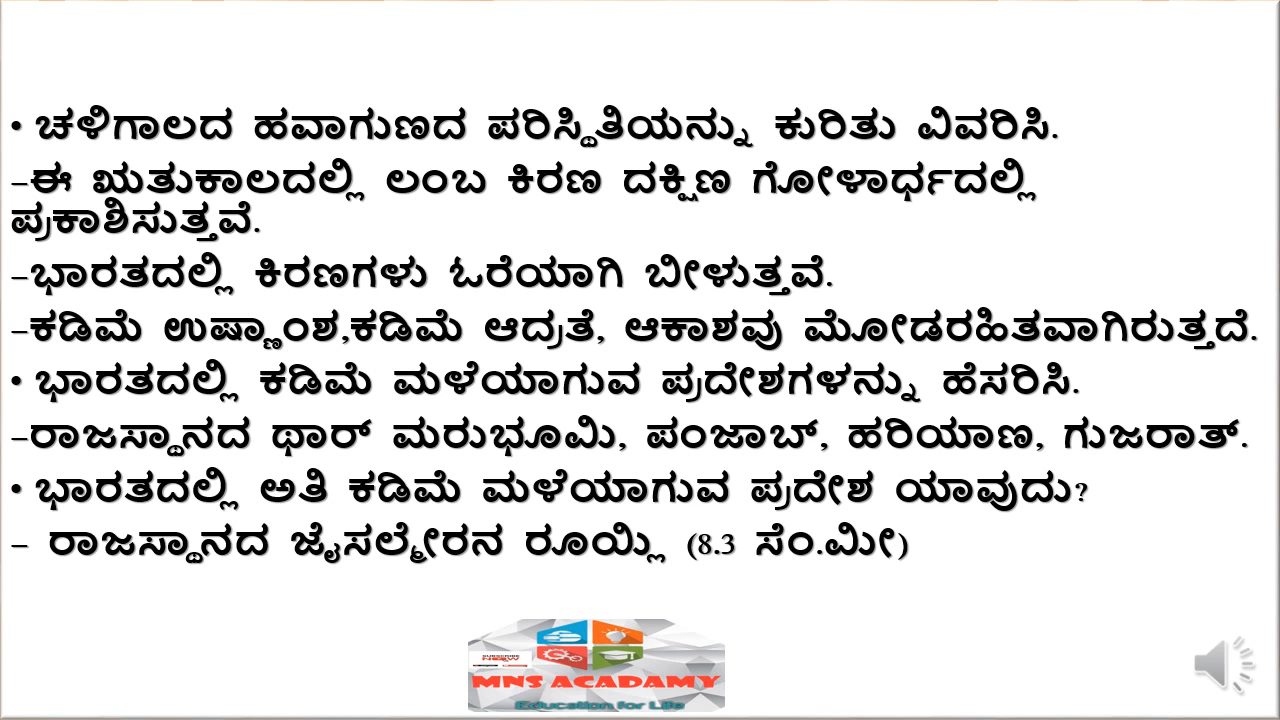 • ಚಳಿಗಾಲದ ಹವಾಗುಣದ ಪರಿಸ್ಥಿತಿಯನ್ನು ಕುರಿತು ವಿವರಿಸಿ.
-ಈ ಋತುಕಾಲದಲ್ಲಿ ಲಂಬ ಕಿರಣ ದಕ್ಷಿಣ ಗೋಳಾರ್ಧದಲ್ಲಿ
ಪ್ರಕಾಶಿಸುತ್ತವೆ.
-ಭಾರತದಲ್ಲಿ ಕಿರಣಗಳು ಓರೆಯಾಗಿ ಬೀಳುತ್ತವೆ.
-ಕಡಿಮೆ ಉಷ್ಣಾಂಶ,ಕಡಿಮೆ ಆದ್ರತೆ, ಆಕಾಶವು ಮೋಡರಹಿತವಾಗಿರುತ್ತದೆ.
• ಭಾರತದಲ್ಲಿ ಕಡಿಮೆ ಮಳೆಯಾಗುವ ಪ್ರದೇಶಗಳನ್ನು ಹೆಸರಿಸಿ.
-ರಾಜಸ್ಥಾನದ ಥಾರ್ ಮರುಭೂಮಿ, ಪಂಜಾಬ್, ಹರಿಯಾಣ, ಗುಜರಾತ್.
• ಭಾರತದಲ್ಲಿ ಅತಿ ಕಡಿಮೆ ಮಳೆಯಾಗುವ ಪ್ರದೇಶ ಯಾವುದು?
- ರಾಜಸ್ಥಾನದ ಜೈಸಲ್ಮೇರನ ರೂಯ್ಲಿ (8.3 ಸೆಂ.ಮೀ)
SUBSCRIBE
NOW
MNS ACADAMY
Education for Life